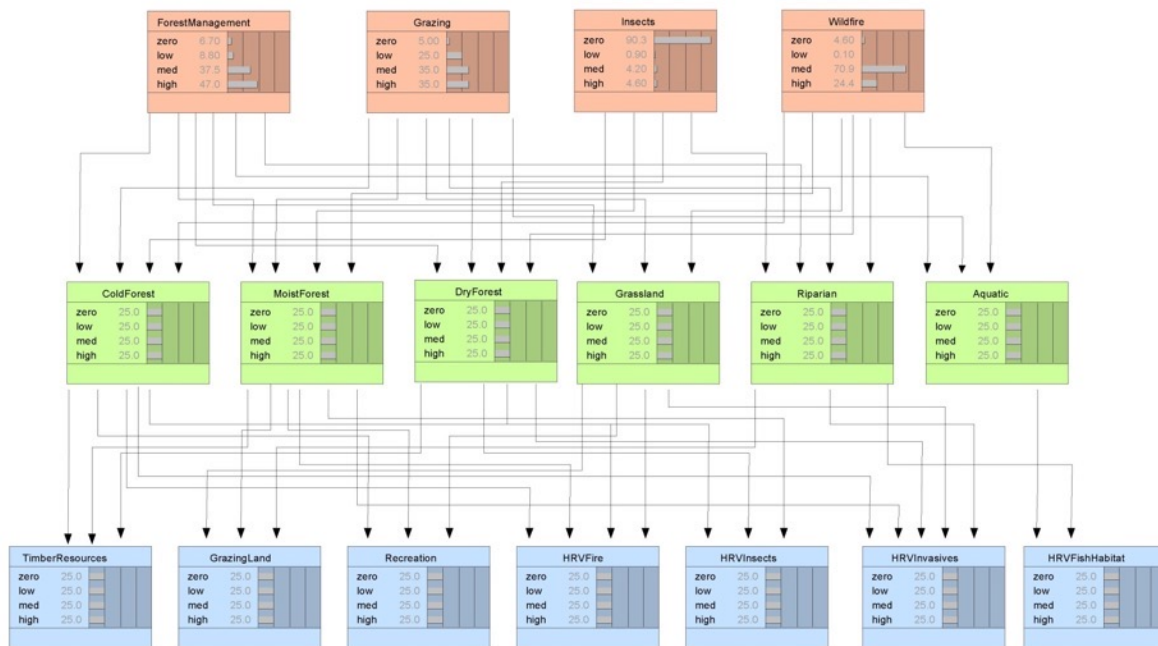 ForestManagement
zero 6.70
low 8.80
med 37.5
high 47.0
Grazing
zero 5.00
low 25.0
med 35.0
high 35.0
Insects
zero 90.3
low 0.90
med 4.20
high 4.60
Wildfire
zero 4.60
low 0.10
med 70.9
high 24.4
ColdForest
zero 25.0
low 25.0
med 25.0
high 25.0
MoistForest
zero 25.0
low 25.0
med 25.0
high 25.0
DryForest
zero 25.0
low 25.0
med 25.0
high 25.0
Grassland
zero 25.0
low 25.0
med 25.0
high 25.0
Riparian
zero 25.0
low 25.0
med 25.0
high 25.0
Aquatic
zero 25.0
low 25.0
med 25.0
high 25.0
TimberResources
zero 25.0
low 25.0
med 25.0
high 25.0
GrazingLand
zero 25.0
low 25.0
med 25.0
high 25.0
Recreation
zero 25.0
low 25.0
med 25.0
high 25.0
HRVFire
zero 25.0
low 25.0
med 25.0
high 25.0
HRVInsects
zero 25.0
low 25.0
med 25.0
high 25.0
HRVInvasives
zero 25.0
low 25.0
med 25.0
high 25.0
HRVFishHabitat
zero 25.0
low 25.0
med 25.0
high 25.0